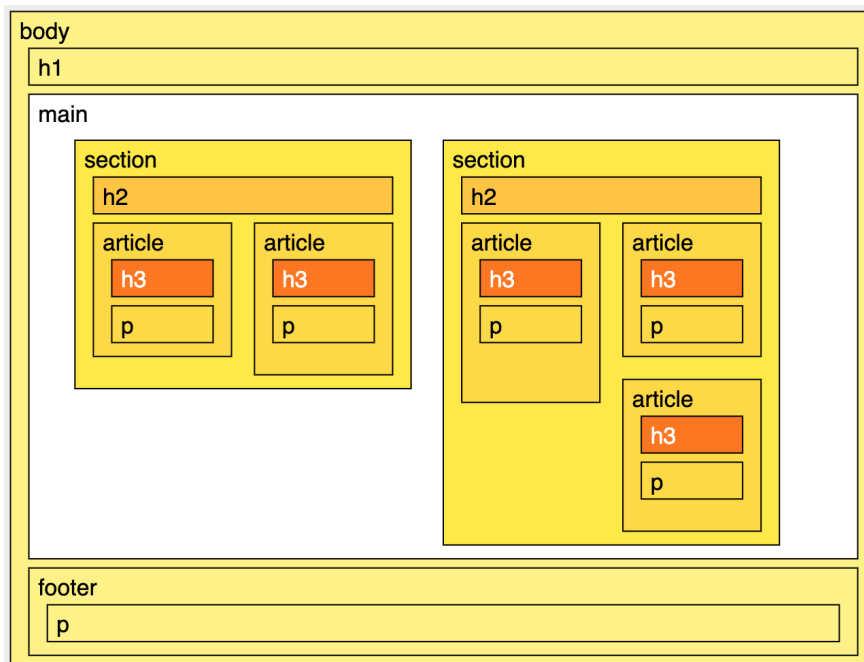 body
h1
main
section
h2
article
h3
p
article
h3
p
section
h2
article
h3
p
article
h3
p
article
h3
p
footer
p